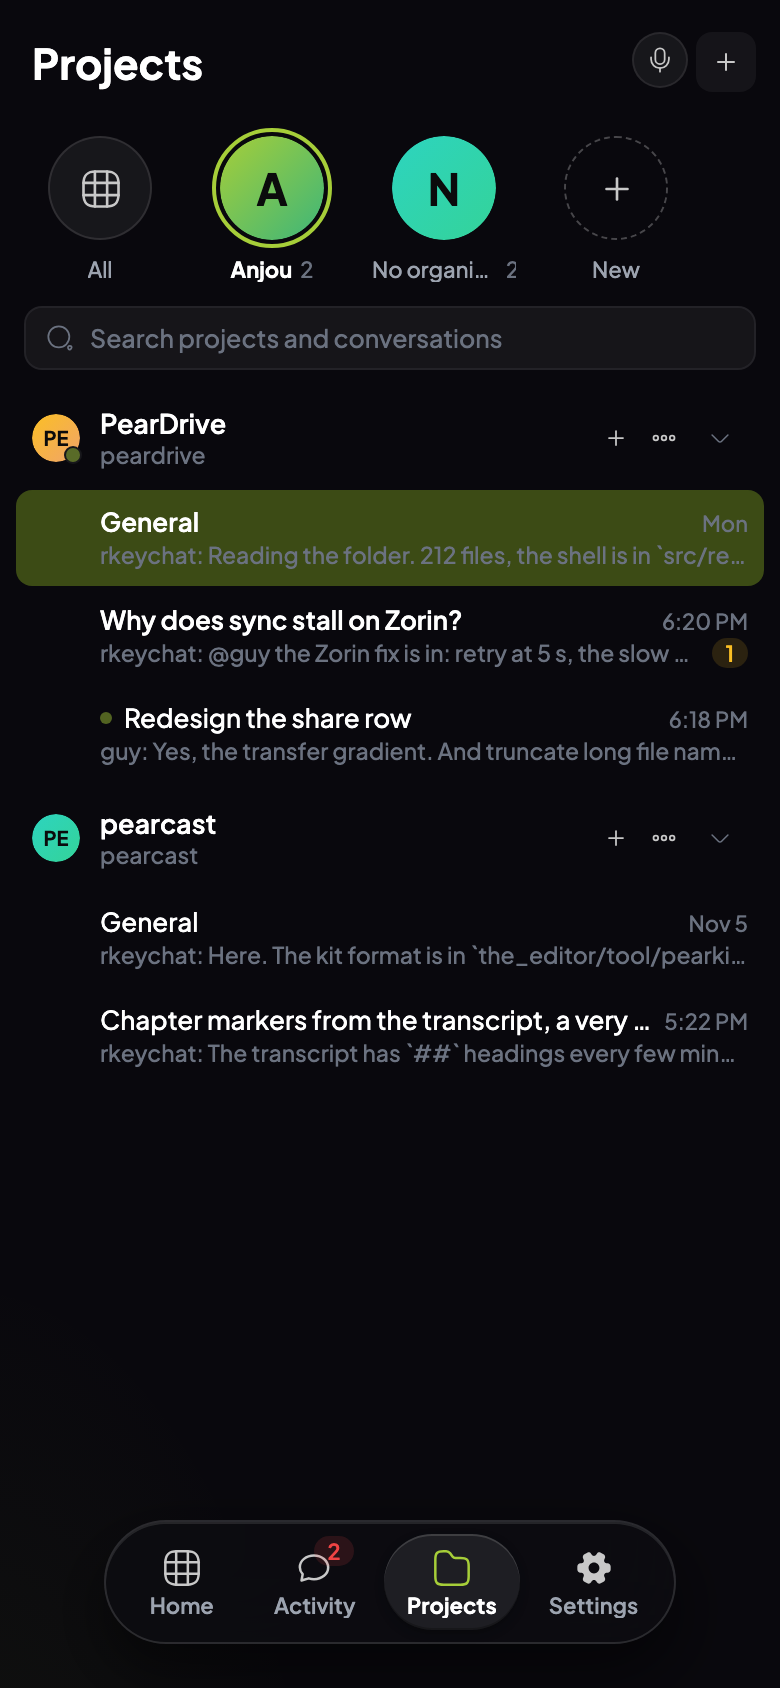 Projects
A
N
All
Anjou 2
No organi... 2
New
Search projects and conversations
PE
PearDrive
peardrive
General
Mon
rkeychat: Reading the folder. 212 files, the shell is in `src/re...
Why does sync stall on Zorin?
6:20 PM
rkeychat: @guy the Zorin fix is in: retry at 5 s, the slow ...
1
Redesign the share row
6:18 PM
guy: Yes, the transfer gradient. And truncate long file nam...
PE
pearcast
pearcast
General
Nov 5
rkeychat: Here. The kit format is in `the_editor/tool/pearki...
Chapter markers from the transcript, a very ...
5:22 PM
rkeychat: The transcript has `##` headings every few min...
2
Home
Activity
Projects
Settings